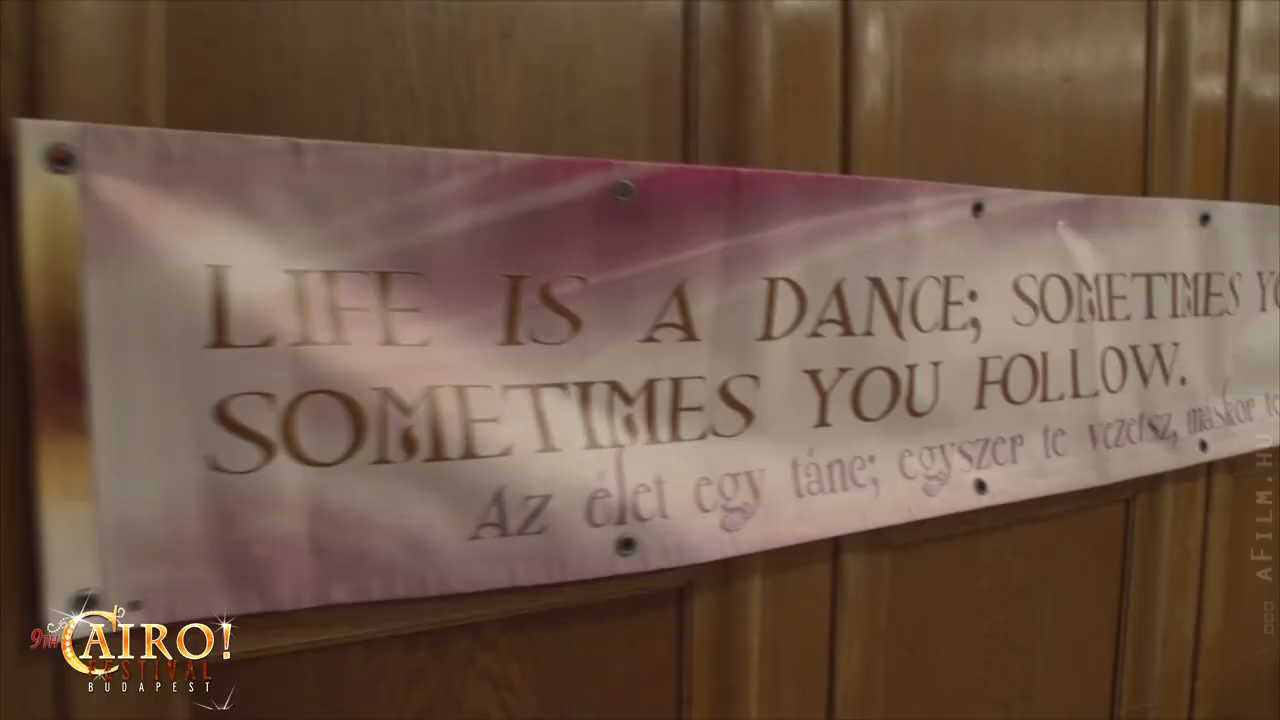 LIFE IS A DANCE; SOMETIMES YO
SOMETIMES YOU FOLLOW.
Az élet egy tánc; egyszer te vezetsz, máskor te
9TH CAIRO!
FESTIVAL
BUDAPEST
AFILM.HU